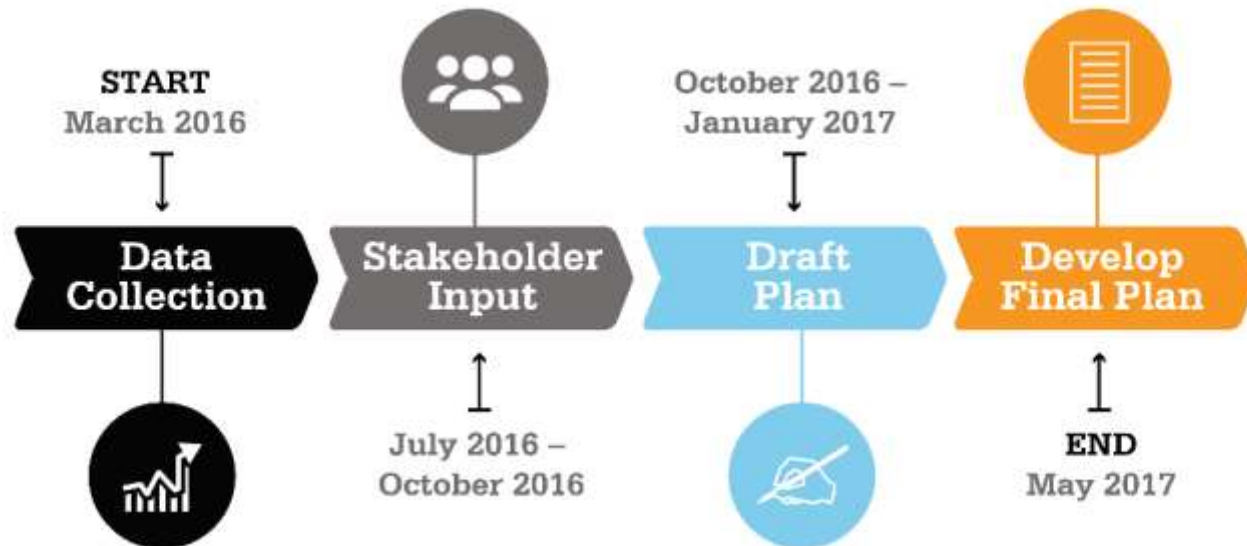 START
March 2016
Data
Collection
Stakeholder
Input
July 2016 –
October 2016
October 2016 –
January 2017
Draft
Plan
Develop
Final Plan
END
May 2017